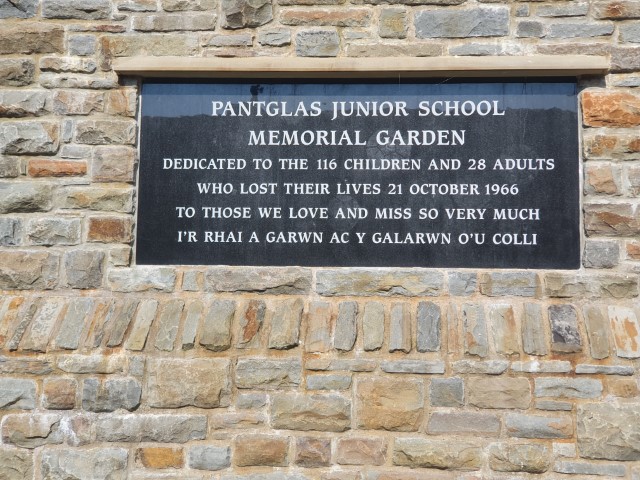 PANTGLAS JUNIOR SCHOOL
MEMORIAL GARDEN
DEDICATED TO THE 116 CHILDREN AND 28 ADULTS
WHO LOST THEIR LIVES 21 OCTOBER 1966
TO THOSE WE LOVE AND MISS SO VERY MUCH
I'R RHAI A GARWN AC Y GALARWN O'U COLLI